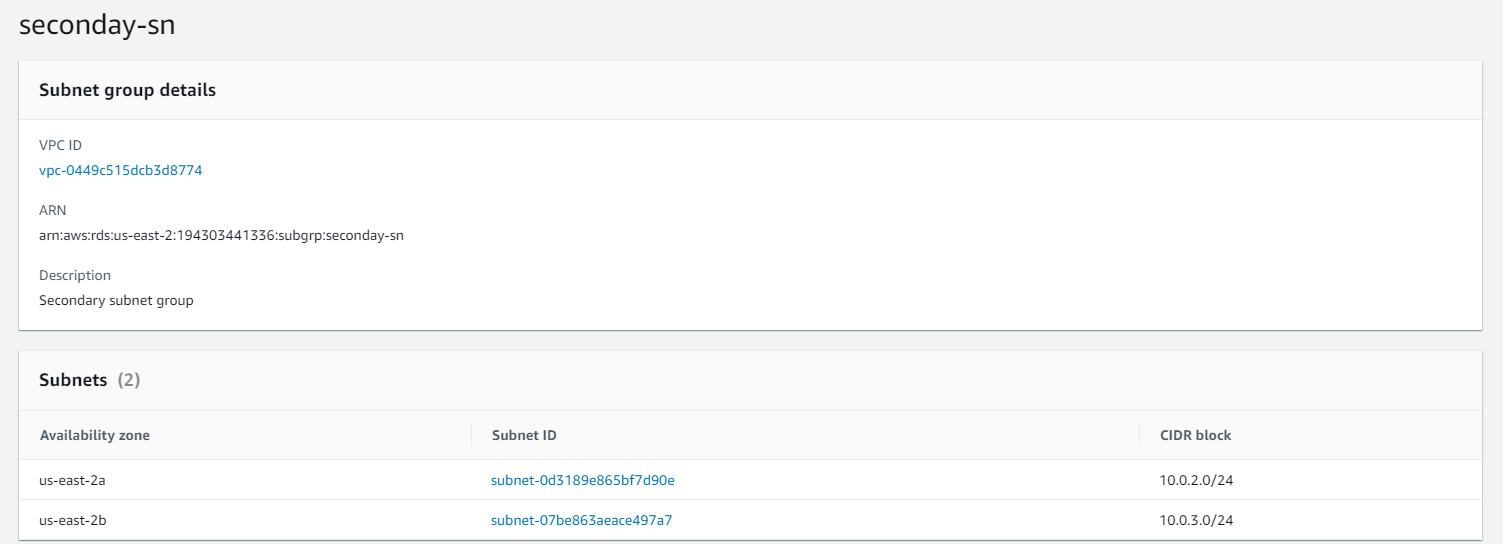 seconday-sn
Subnet group details
VPC ID
vpc-0449c515dcb3d8774
ARN
arn:aws:rds:us-east-2:194303441336:subgrp:seconday-sn
Description
Secondary subnet group
Subnets (2)
Availability zone Subnet ID CIDR block
us-east-2a subnet-0d3189e865bf7d90e 10.0.2.0/24
us-east-2b subnet-07be863aeace497a7 10.0.3.0/24